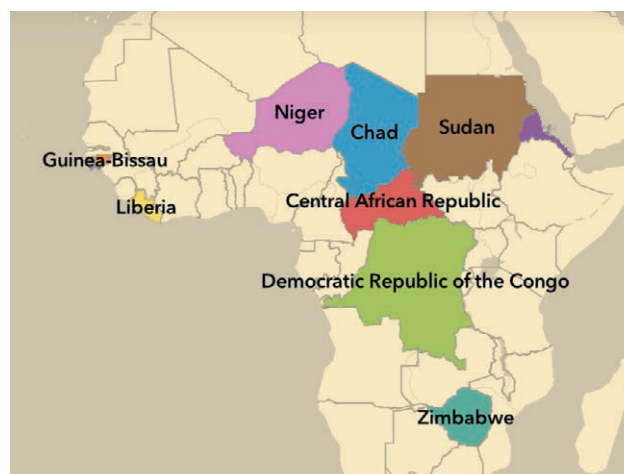 Niger
Chad
Sudan
Guinea-Bissau
Liberia
Central African Republic
Democratic Republic of the Congo
Zimbabwe